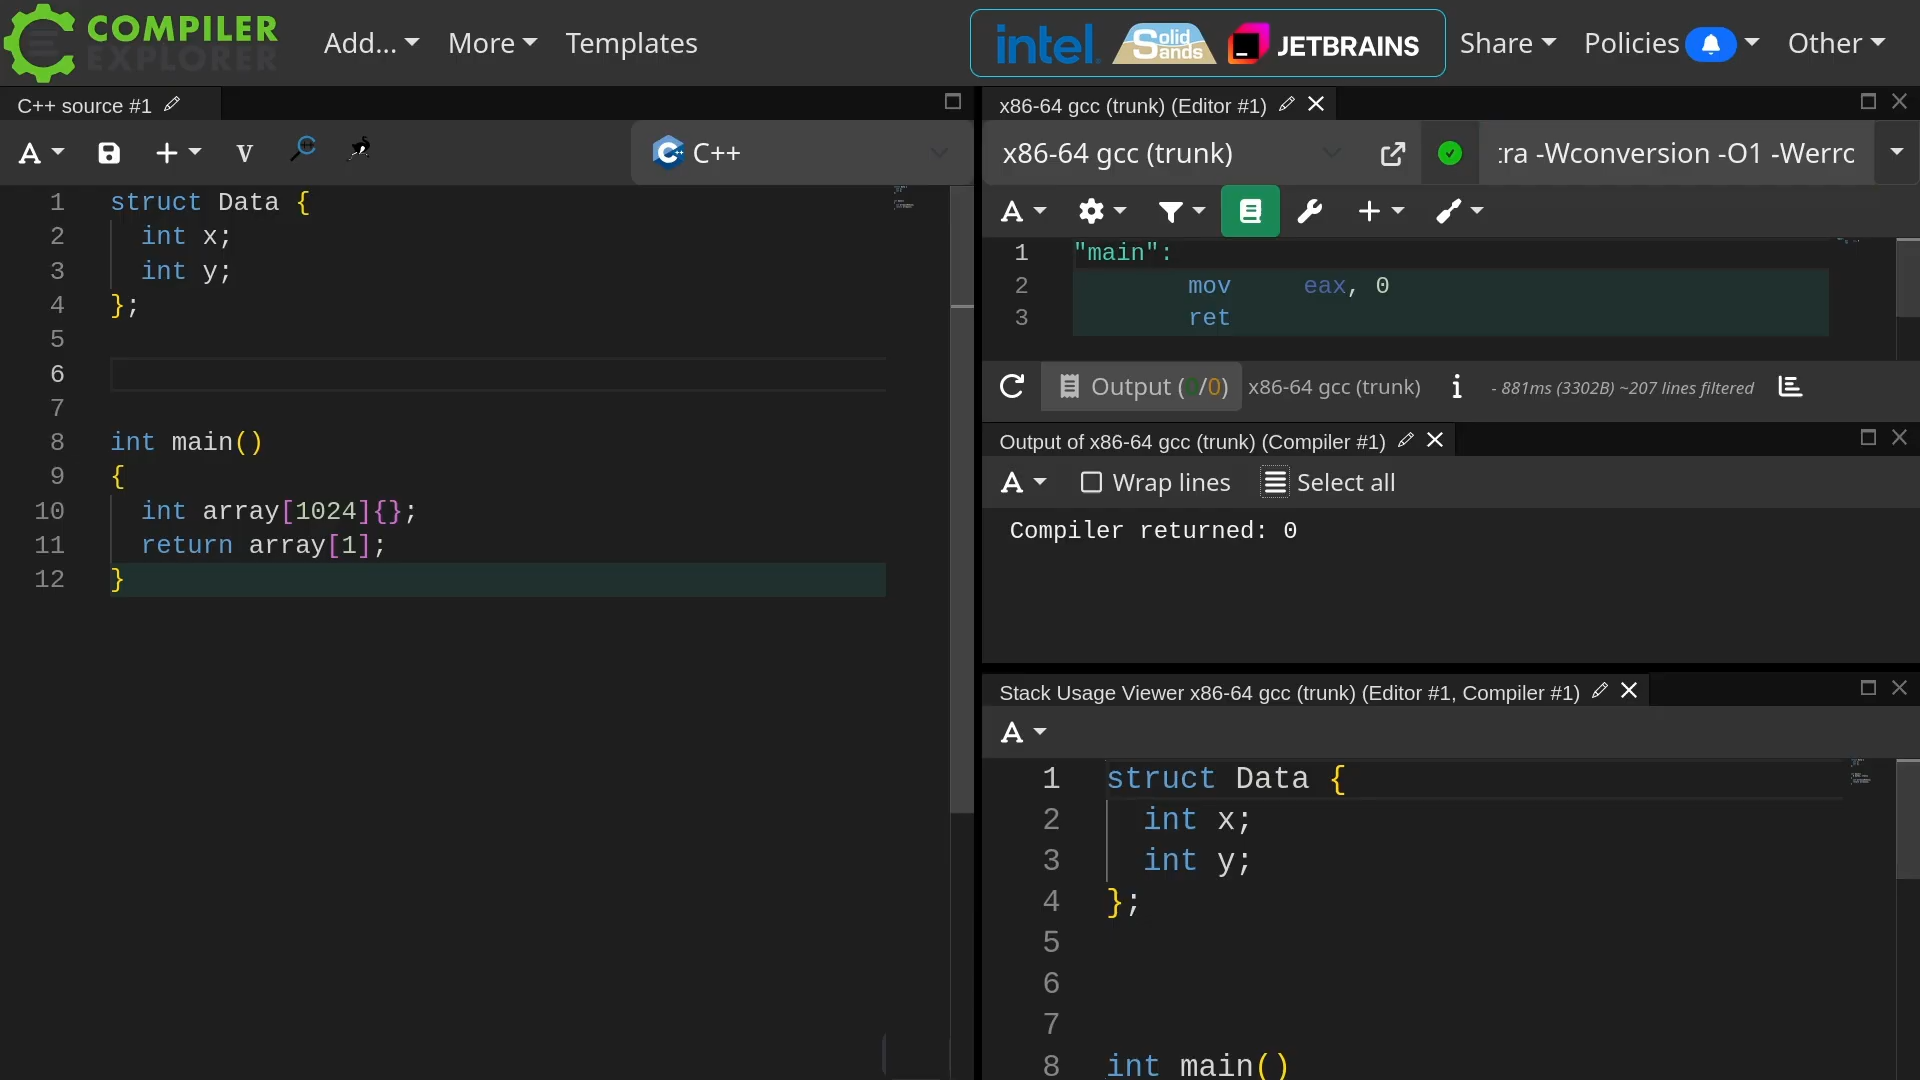 COMPILER
EXPLORER
Add...
More
Templates
intel.
Solid
Sands
JETBRAINS
Share
Policies
Other
C++ source #1
A
V
C++
1 struct Data {
2 int x;
3 int y;
4 };
5
6
7
8 int main()
9 {
10 int array[1024]{};
11 return array[1];
12 }
x86-64 gcc (trunk) (Editor #1)
x86-64 gcc (trunk)
:ra -Wconversion -O1 -Werrc
A
1 "main":
2 mov eax, 0
3 ret
Output (0/0) x86-64 gcc (trunk) i - 881ms (3302B) ~207 lines filtered
Output of x86-64 gcc (trunk) (Compiler #1)
A Wrap lines Select all
Compiler returned: 0
Stack Usage Viewer x86-64 gcc (trunk) (Editor #1, Compiler #1)
A
1 struct Data {
2 int x;
3 int y;
4 };
5
6
7
8 int main()